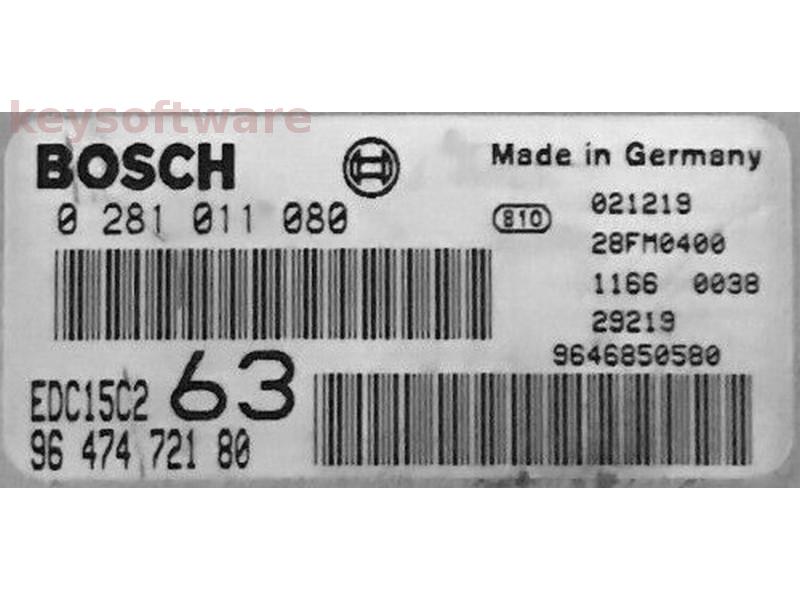 keysoftware
BOSCH
Made in Germany
0 281 011 080
810
021219
28FM0400
1166 0038
29219
9646850580
EDC15C2
63
96 474 721 80